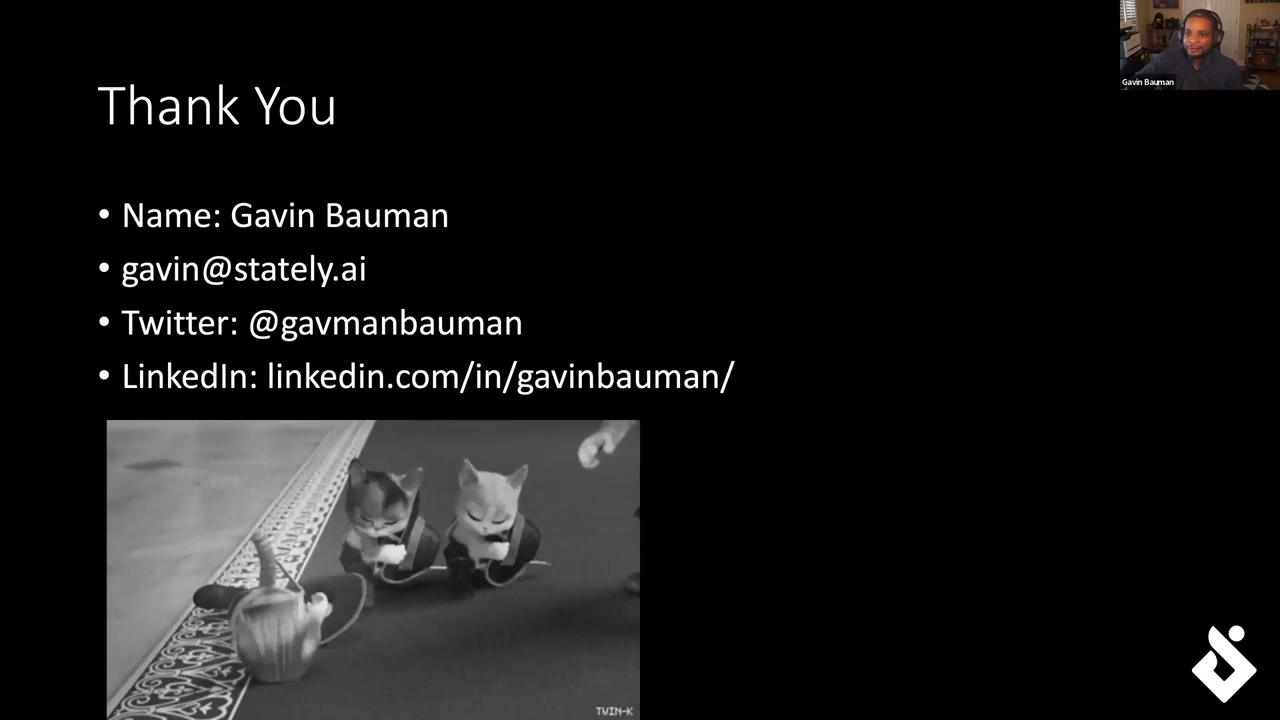 Gavin Bauman
Thank You
• Name: Gavin Bauman
• gavin@stately.ai
• Twitter: @gavmanbauman
• LinkedIn: linkedin.com/in/gavinbauman/
TWIN-K